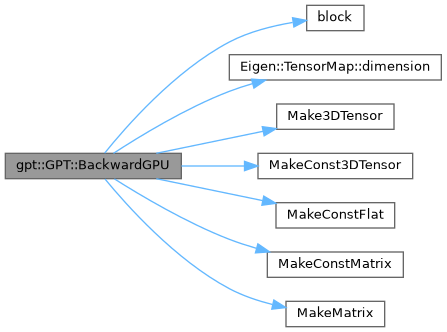 block
Eigen::TensorMap::dimension
Make3DTensor
gpt::GPT::BackwardGPU
MakeConst3DTensor
MakeConstFlat
MakeConstMatrix
MakeMatrix